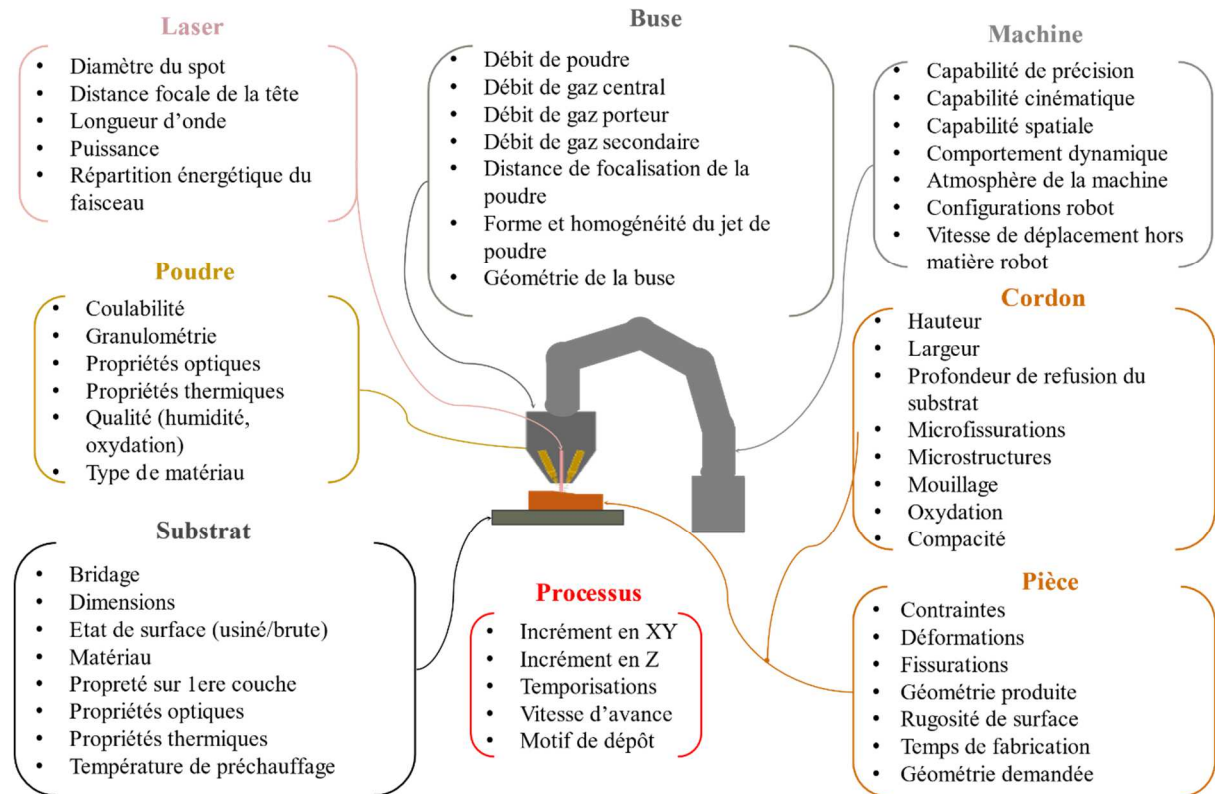 Laser
Diamètre du spot
Distance focale de la tête
Longueur d'onde
Puissance
Répartition énergétique du
faisceau
Buse
Débit de poudre
Débit de gaz central
Débit de gaz porteur
Débit de gaz secondaire
Distance de focalisation de la
poudre
Forme et homogénéité du jet de
poudre
Géométrie de la buse
Machine
Capabilité de précision
Capabilité cinématique
Capabilité spatiale
Comportement dynamique
Atmosphère de la machine
Configurations robot
Vitesse de déplacement hors
matière robot
Poudre
Coulabilité
Granulométrie
Propriétés optiques
Propriétés thermiques
Qualité (humidité,
oxydation)
Type de matériau
Cordon
Hauteur
Largeur
Profondeur de refusion du
substrat
Microfissurations
Microstructures
Mouillage
Oxydation
Compacité
Substrat
Bridage
Dimensions
Etat de surface (usiné/brute)
Matériau
Propreté sur 1ere couche
Propriétés optiques
Propriétés thermiques
Température de préchauffage
Processus
Incrément en XY
Incrément en Z
Temporisations
Vitesse d'avance
Motif de dépôt
Pièce
Contraintes
Déformations
Fissurations
Géométrie produite
Rugosité de surface
Temps de fabrication
Géométrie demandée